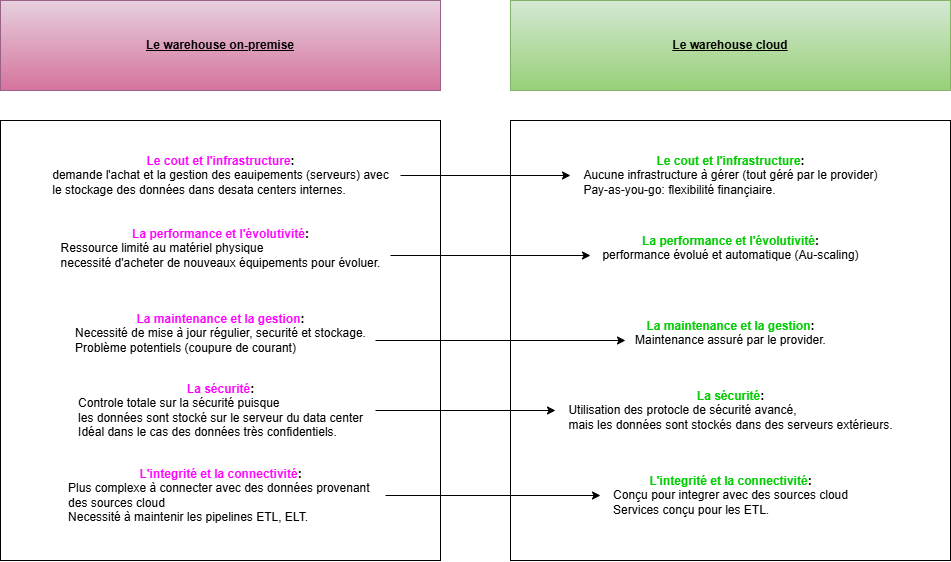 Le warehouse on-premise
Le warehouse cloud
Le cout et l'infrastructure:
demande l'achat et la gestion des eauipements (serveurs) avec
le stockage des données dans desata centers internes.
La performance et l'évolutivité:
Ressource limité au matériel physique
necessité d'acheter de nouveaux équipements pour évoluer.
La maintenance et la gestion:
Necessité de mise à jour régulier, securité et stockage.
Problème potentiels (coupure de courant)
La sécurité:
Controle totale sur la sécurité puisque
les données sont stocké sur le serveur du data center
Idéal dans le cas des données très confidentiels.
L'integrité et la connectivité:
Plus complexe à connecter avec des données provenant
des sources cloud
Necessité à maintenir les pipelines ETL, ELT.
Le cout et l'infrastructure:
Aucune infrastructure à gérer (tout géré par le provider)
Pay-as-you-go: flexibilité finançiaire.
La performance et l'évolutivité:
performance évolué et automatique (Au-scaling)
La maintenance et la gestion:
Maintenance assuré par le provider.
La sécurité:
Utilisation des protocle de sécurité avancé,
mais les données sont stockés dans des serveurs extérieurs.
L'integrité et la connectivité:
Conçu pour integrer avec des sources cloud
Services conçu pour les ETL.